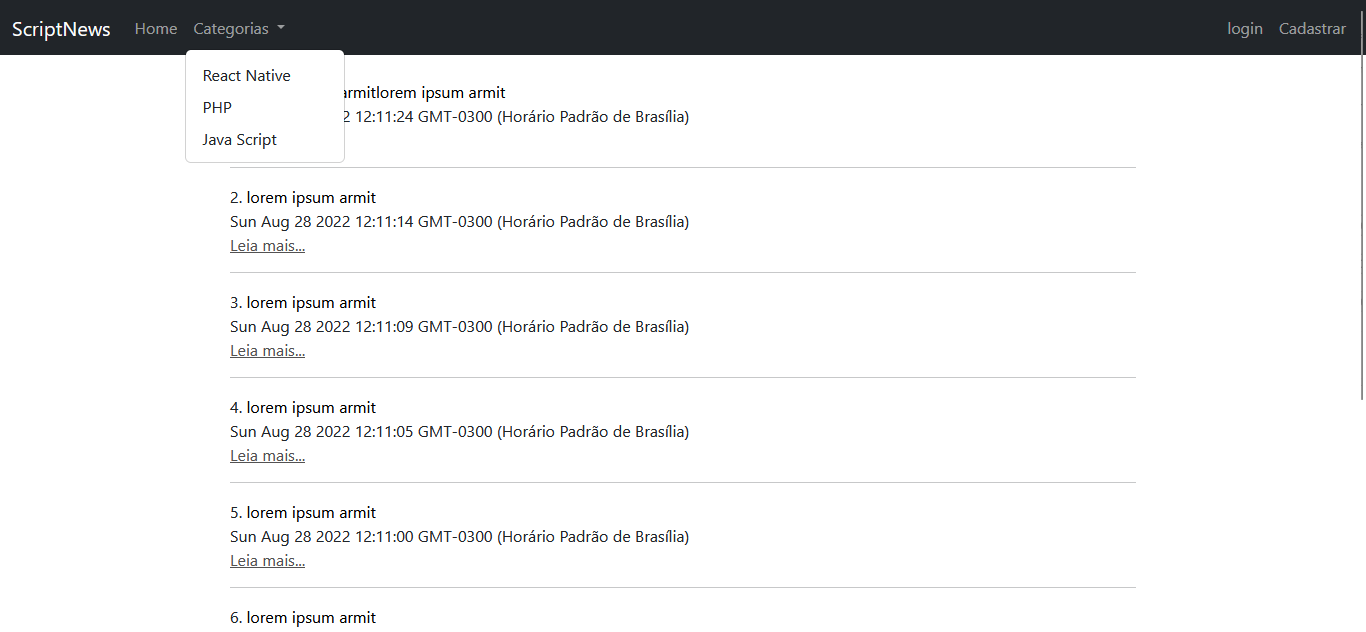 ScriptNews Home Categorias login Cadastrar
React Native
PHP
Java Script
armitlorem ipsum armit
2 12:11:24 GMT-0300 (Horário Padrão de Brasília)
2. lorem ipsum armit
Sun Aug 28 2022 12:11:14 GMT-0300 (Horário Padrão de Brasília)
Leia mais...
3. lorem ipsum armit
Sun Aug 28 2022 12:11:09 GMT-0300 (Horário Padrão de Brasília)
Leia mais...
4. lorem ipsum armit
Sun Aug 28 2022 12:11:05 GMT-0300 (Horário Padrão de Brasília)
Leia mais...
5. lorem ipsum armit
Sun Aug 28 2022 12:11:00 GMT-0300 (Horário Padrão de Brasília)
Leia mais...
6. lorem ipsum armit